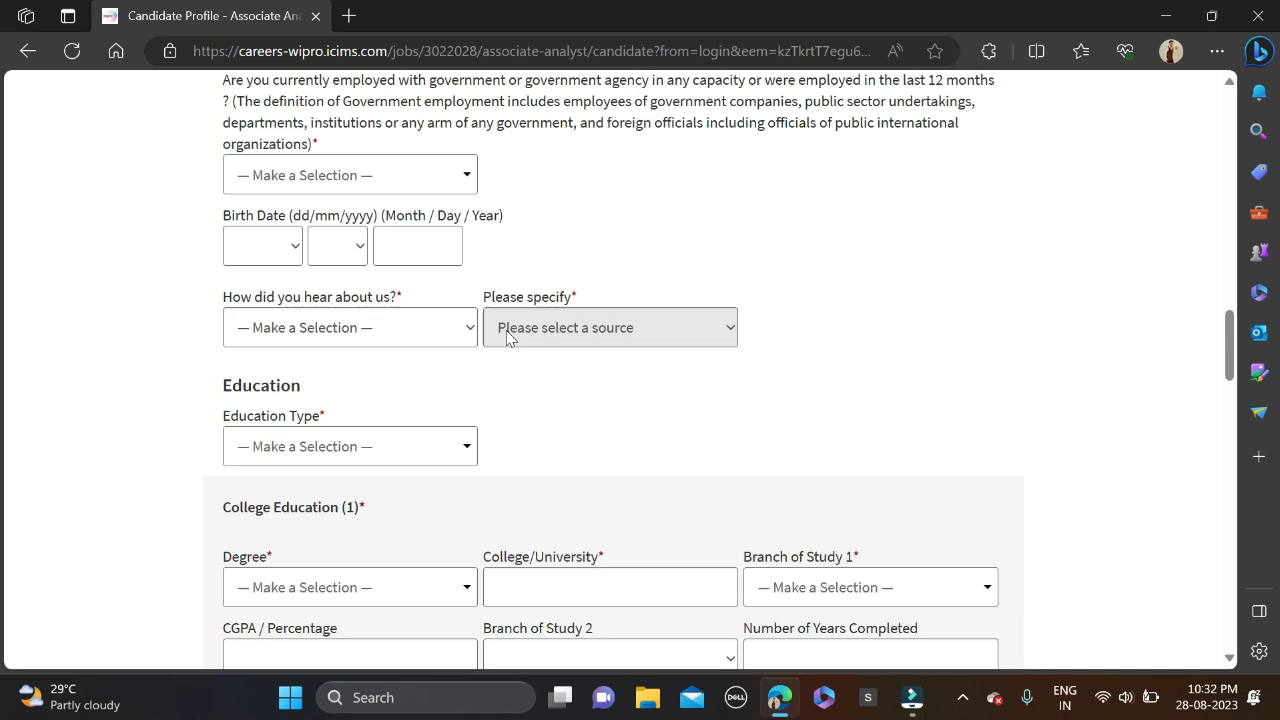 Candidate Profile - Associate Ana
https://careers-wipro.icims.com/jobs/3022028/associate-analyst/candidate?from=login&eem=kzTkrtT7egu6...
Are you currently employed with government or government agency in any capacity or were employed in the last 12 months
? (The definition of Government employment includes employees of government companies, public sector undertakings,
departments, institutions or any arm of any government, and foreign officials including officials of public international
organizations)*
— Make a Selection —
Birth Date (dd/mm/yyyy) (Month / Day / Year)
How did you hear about us?* Please specify*
— Make a Selection — Please select a source
Education
Education Type*
— Make a Selection —
College Education (1)*
Degree* College/University* Branch of Study 1*
— Make a Selection — — Make a Selection —
CGPA / Percentage Branch of Study 2 Number of Years Completed
29°C
Partly cloudy
Search
DELL
S
ENG
IN
10:32 PM
28-08-2023